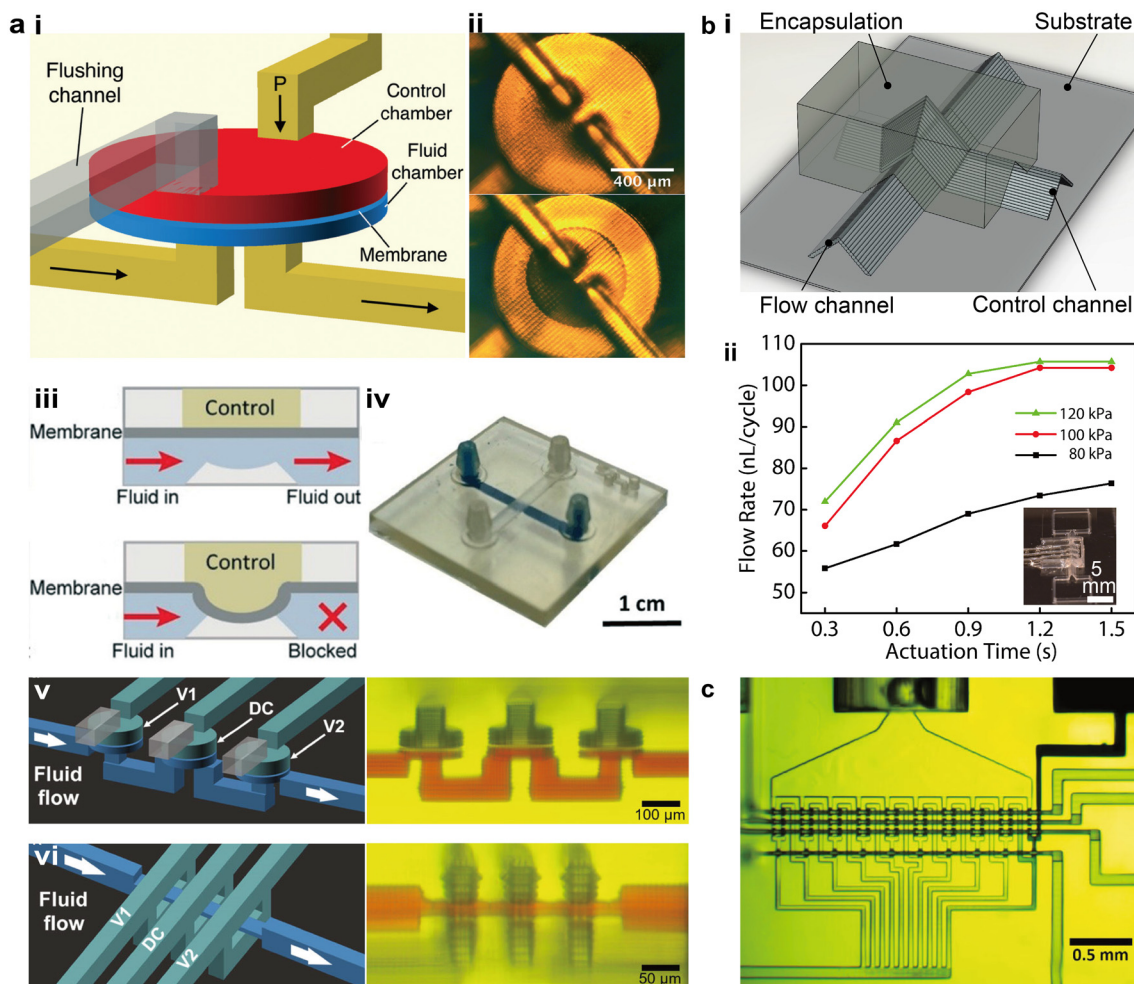 a i
Flushing
channel
P
Control
chamber
Fluid
chamber
Membrane
ii
400 µm
b i
Encapsulation
Substrate
Flow channel
Control channel
ii
110
100
90
80
70
60
50
0.3
0.6
0.9
1.2
1.5
Flow Rate (nL/cycle)
Actuation Time (s)
120 kPa
100 kPa
80 kPa
5
mm
iii
Control
Membrane
Fluid in
Fluid out
Control
Membrane
Fluid in
Blocked
iv
1 cm
v
V1
DC
V2
Fluid
flow
100 µm
vi
Fluid
flow
V1
DC
V2
50 µm
c
0.5 mm